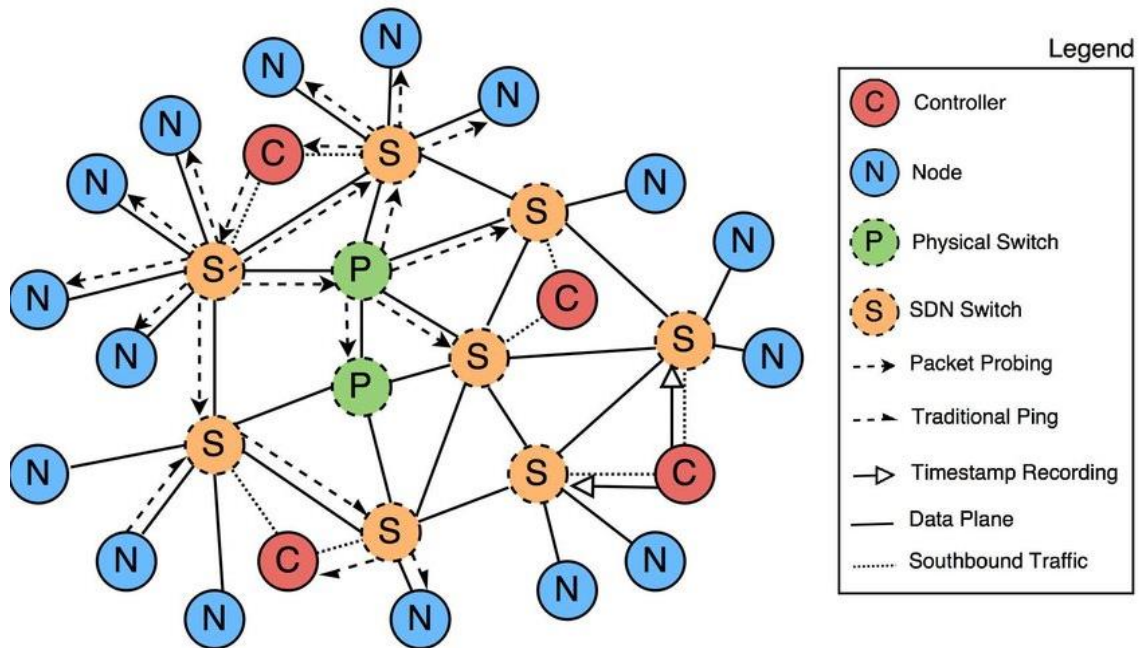 Legend
N
N
N
N
C
S
C
Controller
N
N
S
N
N
Node
S
P
N
P
Physical Switch
N
C
S
SDN Switch
N
S
S
N
P
Packet Probing
Traditional Ping
N
S
S
C
Timestamp Recording
S
Data Plane
N
C
N
N
Southbound Traffic
N
N